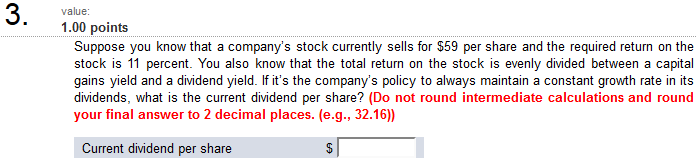 3.
value:
1.00 points
Suppose you know that a company's stock currently sells for $59 per share and the required return on the
stock is 11 percent. You also know that the total return on the stock is evenly divided between a capital
gains yield and a dividend yield. If it's the company's policy to always maintain a constant growth rate in its
dividends, what is the current dividend per share? (Do not round intermediate calculations and round
your final answer to 2 decimal places. (e.g., 32.16))
Current dividend per share $